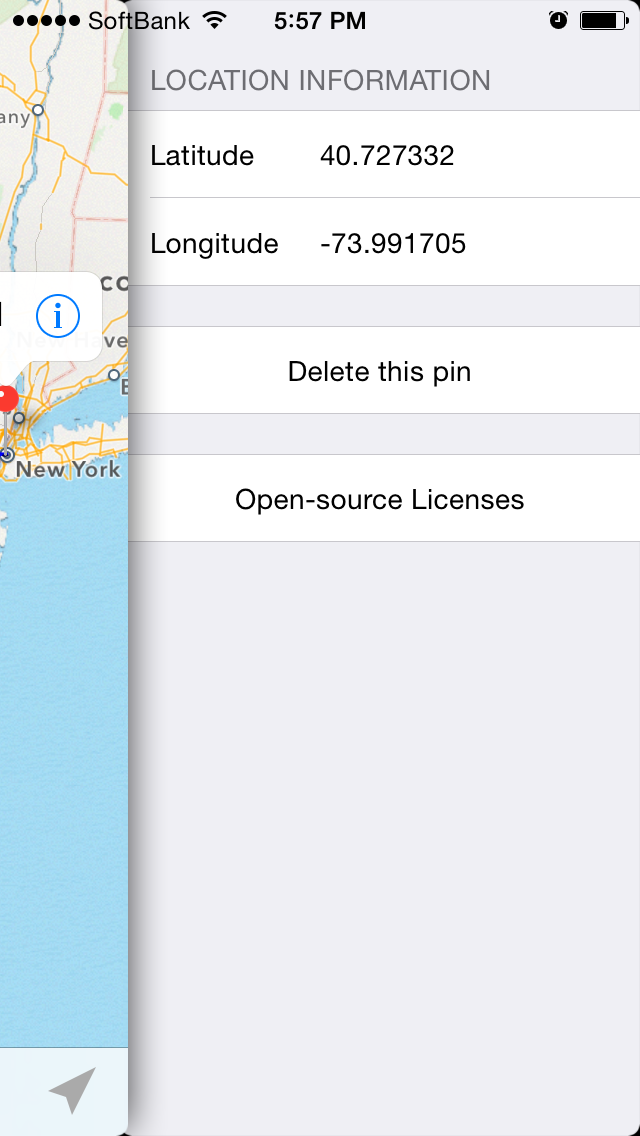 SoftBank 5:57 PM
LOCATION INFORMATION
Latitude 40.727332
Longitude -73.991705
Delete this pin
Open-source Licenses
any
CO
New Haven
New York